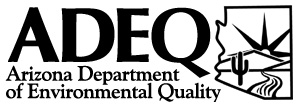 ADEQ
Arizona Department
of Environmental Quality